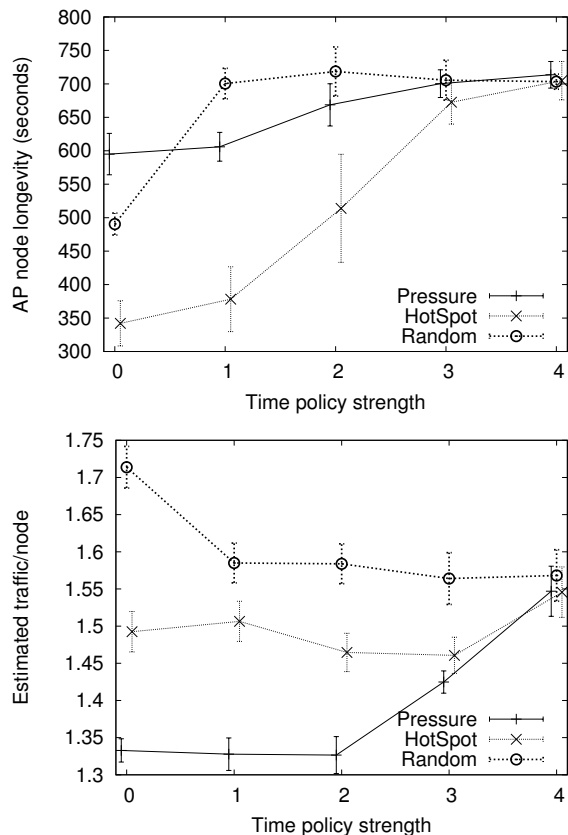 800
750
700
650
600
550
500
450
400
350
300
AP node longevity (seconds)
Pressure
HotSpot
Random
0 1 2 3 4
Time policy strength
1.75
1.7
1.65
1.6
1.55
1.5
1.45
1.4
1.35
1.3
Estimated traffic/node
Pressure
HotSpot
Random
0 1 2 3 4
Time policy strength